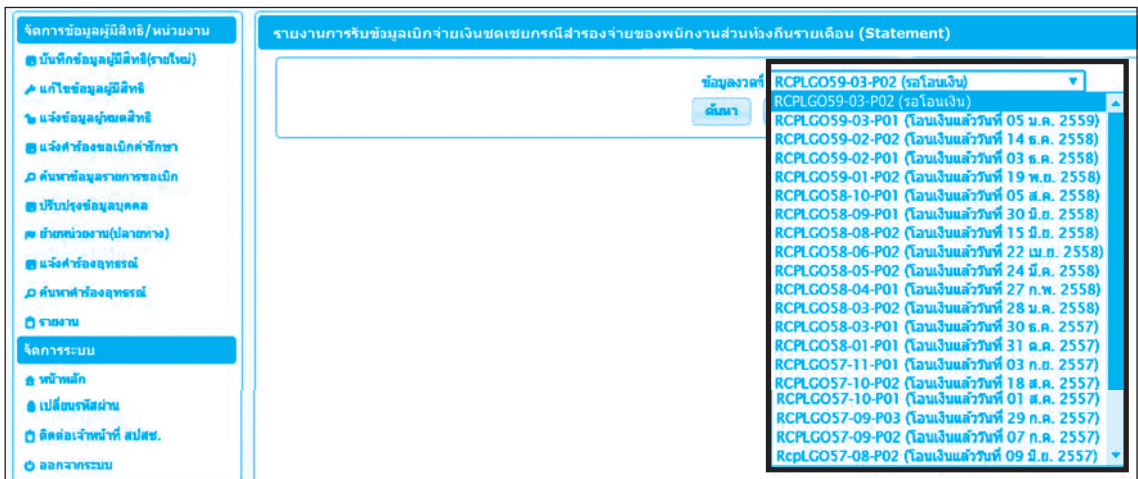 จัดการข้อมูลผู้มีสิทธิ/หน่วยงาน
บันทึกข้อมูลผู้มีสิทธิ(รายใหม่)
แก้ไขข้อมูลผู้มีสิทธิ
แจ้งข้อมูลผู้หมดสิทธิ
แจ้งคำร้องขอเบิกค่ารักษา
ค้นหาข้อมูลรายการขอเบิก
ปรับปรุงข้อมูลบุคคล
ย้ายหน่วยงาน(ปลายทาง)
แจ้งคำร้องอุทธรณ์
ค้นหาคำร้องอุทธรณ์
รายงาน
จัดการระบบ
หน้าหลัก
เปลี่ยนรหัสผ่าน
ติดต่อเจ้าหน้าที่ สปสช.
ออกจากระบบ
รายงานการรับข้อมูลเบิกจ่ายเงินชดเชยกรณีสำรองจ่ายของพนักงานส่วนท้องถิ่นรายเดือน (Statement)
ข้อมูลงวดที่ RCPLGO59-03-P02 (รอโอนเงิน)
ค้นหา
RCPLGO59-03-P02 (รอโอนเงิน)
RCPLGO59-03-P01 (โอนเงินแล้ววันที่ 05 ม.ค. 2559)
RCPLGO59-02-P02 (โอนเงินแล้ววันที่ 14 ธ.ค. 2558)
RCPLGO59-02-P01 (โอนเงินแล้ววันที่ 03 ธ.ค. 2558)
RCPLGO59-01-P02 (โอนเงินแล้ววันที่ 19 พ.ย. 2558)
RCPLGO58-10-P01 (โอนเงินแล้ววันที่ 05 ส.ค. 2558)
RCPLGO58-09-P01 (โอนเงินแล้ววันที่ 30 มิ.ย. 2558)
RCPLGO58-08-P02 (โอนเงินแล้ววันที่ 15 มิ.ย. 2558)
RCPLGO58-06-P02 (โอนเงินแล้ววันที่ 22 เม.ย. 2558)
RCPLGO58-05-P02 (โอนเงินแล้ววันที่ 24 มี.ค. 2558)
RCPLGO58-04-P01 (โอนเงินแล้ววันที่ 27 ก.พ. 2558)
RCPLGO58-03-P02 (โอนเงินแล้ววันที่ 28 ม.ค. 2558)
RCPLGO58-03-P01 (โอนเงินแล้ววันที่ 30 ธ.ค. 2557)
RCPLGO58-01-P01 (โอนเงินแล้ววันที่ 31 ต.ค. 2557)
RCPLGO57-11-P01 (โอนเงินแล้ววันที่ 03 ก.ย. 2557)
RCPLGO57-10-P02 (โอนเงินแล้ววันที่ 18 ส.ค. 2557)
RCPLGO57-10-P01 (โอนเงินแล้ววันที่ 01 ส.ค. 2557)
RCPLGO57-09-P03 (โอนเงินแล้ววันที่ 29 ก.ค. 2557)
RCPLGO57-09-P02 (โอนเงินแล้ววันที่ 07 ก.ค. 2557)
RcpLGO57-08-P02 (โอนเงินแล้ววันที่ 09 มิ.ย. 2557)